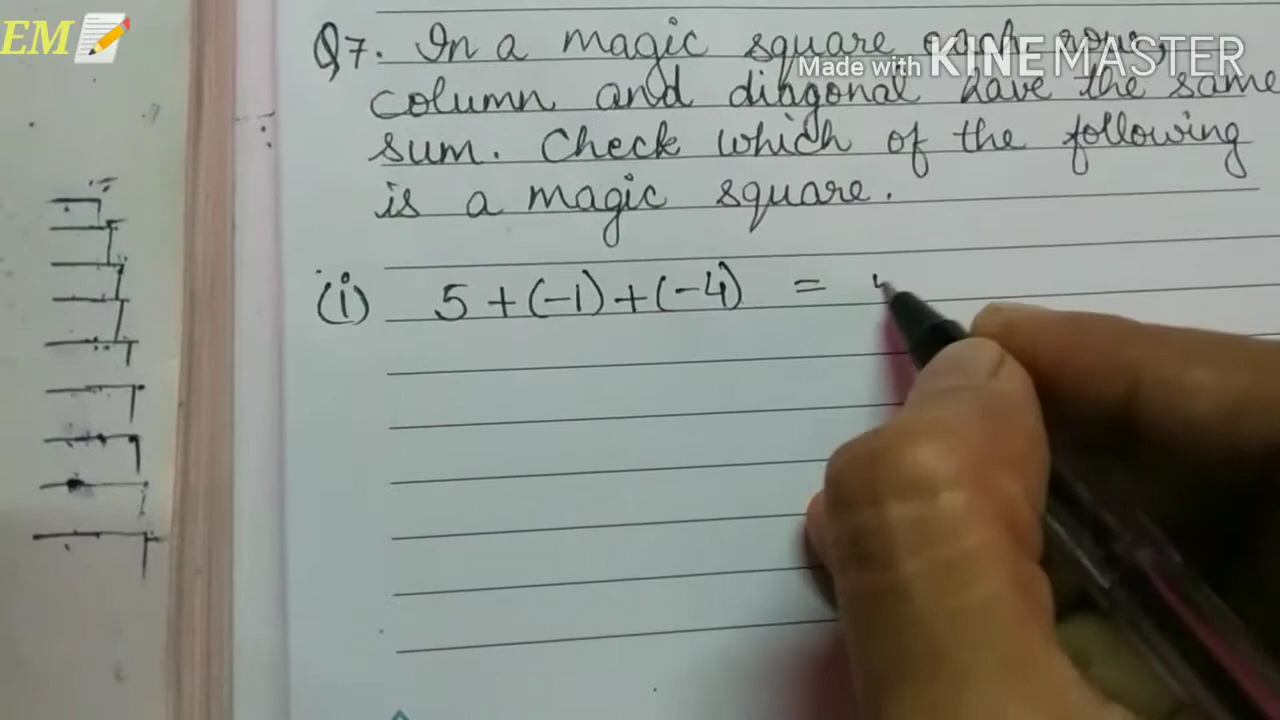 EM
Q7. In a magic square each row,
Made with KINEMASTER
column and diagonal have the same
sum. Check which of the following
is a magic square.
(i) 5+(-1)+(-4) =